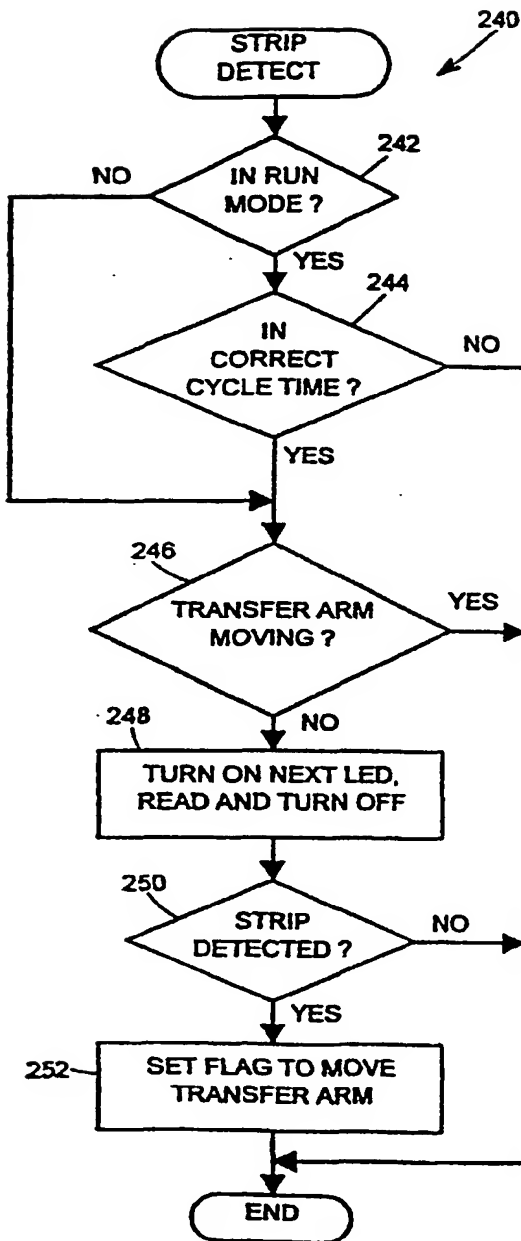 240
STRIP
DETECT
242
NO
IN RUN
MODE ?
YES
244
IN
CORRECT
CYCLE TIME ?
NO
YES
246
TRANSFER ARM
MOVING ?
YES
NO
248
TURN ON NEXT LED,
READ AND TURN OFF
250
STRIP
DETECTED ?
NO
YES
252
SET FLAG TO MOVE
TRANSFER ARM
END